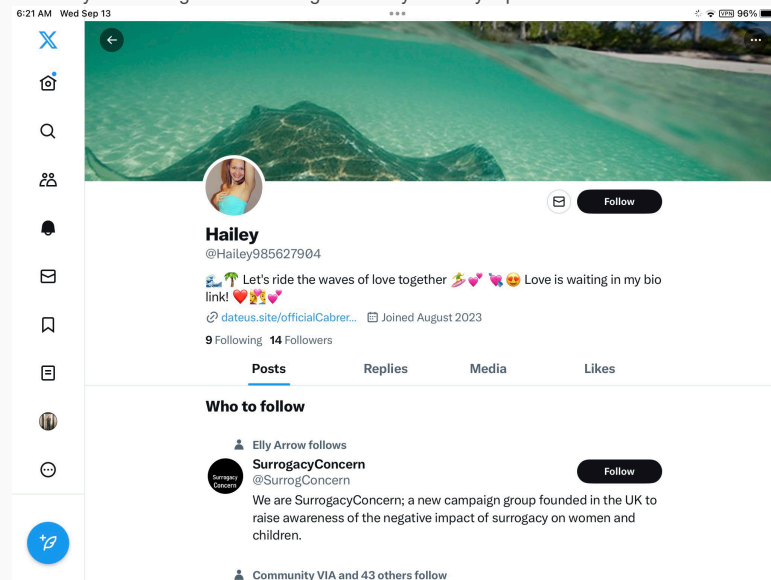 6:21 AM Wed Sep 13
VPN 96%
Follow
Hailey
@Hailey985627904
🌊🌴 Let's ride the waves of love together 🏄💕 💘😍 Love is waiting in my bio
link! ❤️💏💕
dateus.site/officialCabrer... Joined August 2023
9 Following 14 Followers
Posts Replies Media Likes
Who to follow
Elly Arrow follows
Surrogacy
Concern
SurrogacyConcern
@SurrogConcern
Follow
We are SurrogacyConcern; a new campaign group founded in the UK to
raise awareness of the negative impact of surrogacy on women and
children.
Community VIA and 43 others follow